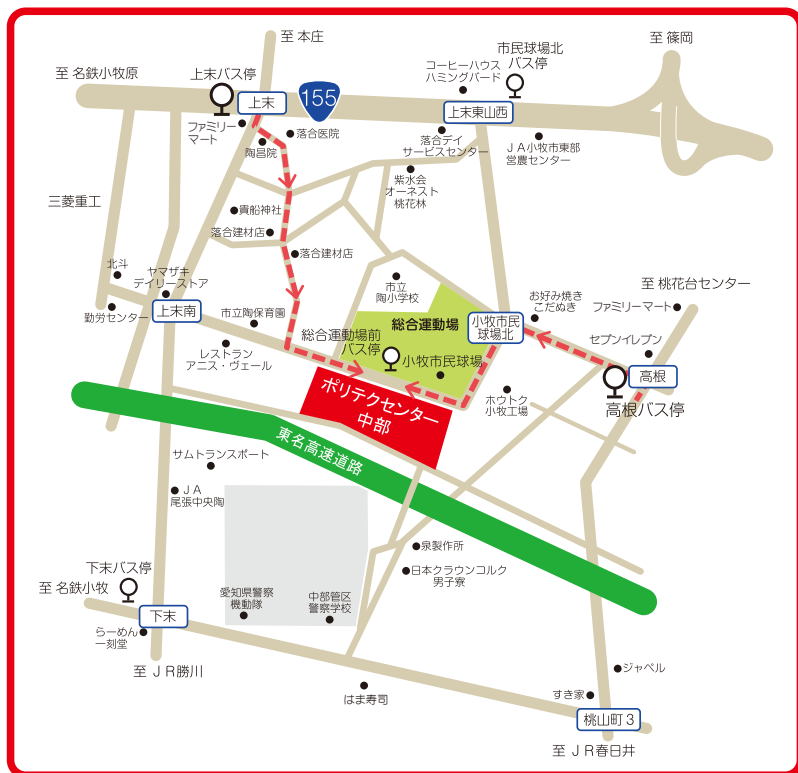 至 本庄
至 篠岡
市民球場北
バス停
コーヒーハウス
ハミングバード
至 名鉄小牧原
上末バス停
上末
155
上末東山西
ファミリー
マート
落合医院
陶昌院
落合デイ
サービスセンター
ＪＡ小牧市東部
営農センター
紫水会
オーネスト
桃花林
三菱重工
貴船神社
落合建材店
落合建材店
北斗
ヤマザキ
デイリーストア
市立
陶小学校
至 桃花台センター
勤労センター
上末南
市立陶保育園
総合運動場
お好み焼き
こだぬき
ファミリーマート
小牧市民
球場北
総合運動場前
バス停
セブンイレブン
レストラン
アニス・ヴェール
小牧市民球場
高根
ポリテクセンター
中部
ホウトク
小牧工場
高根バス停
東名高速道路
サムトランスポート
ＪＡ
尾張中央陶
泉製作所
日本クラウンコルク
男子寮
下末バス停
至 名鉄小牧
愛知県警察
機動隊
中部管区
警察学校
下末
らーめん
一刻堂
至 ＪＲ勝川
はま寿司
ジャペル
すき家
桃山町３
至 ＪＲ春日井